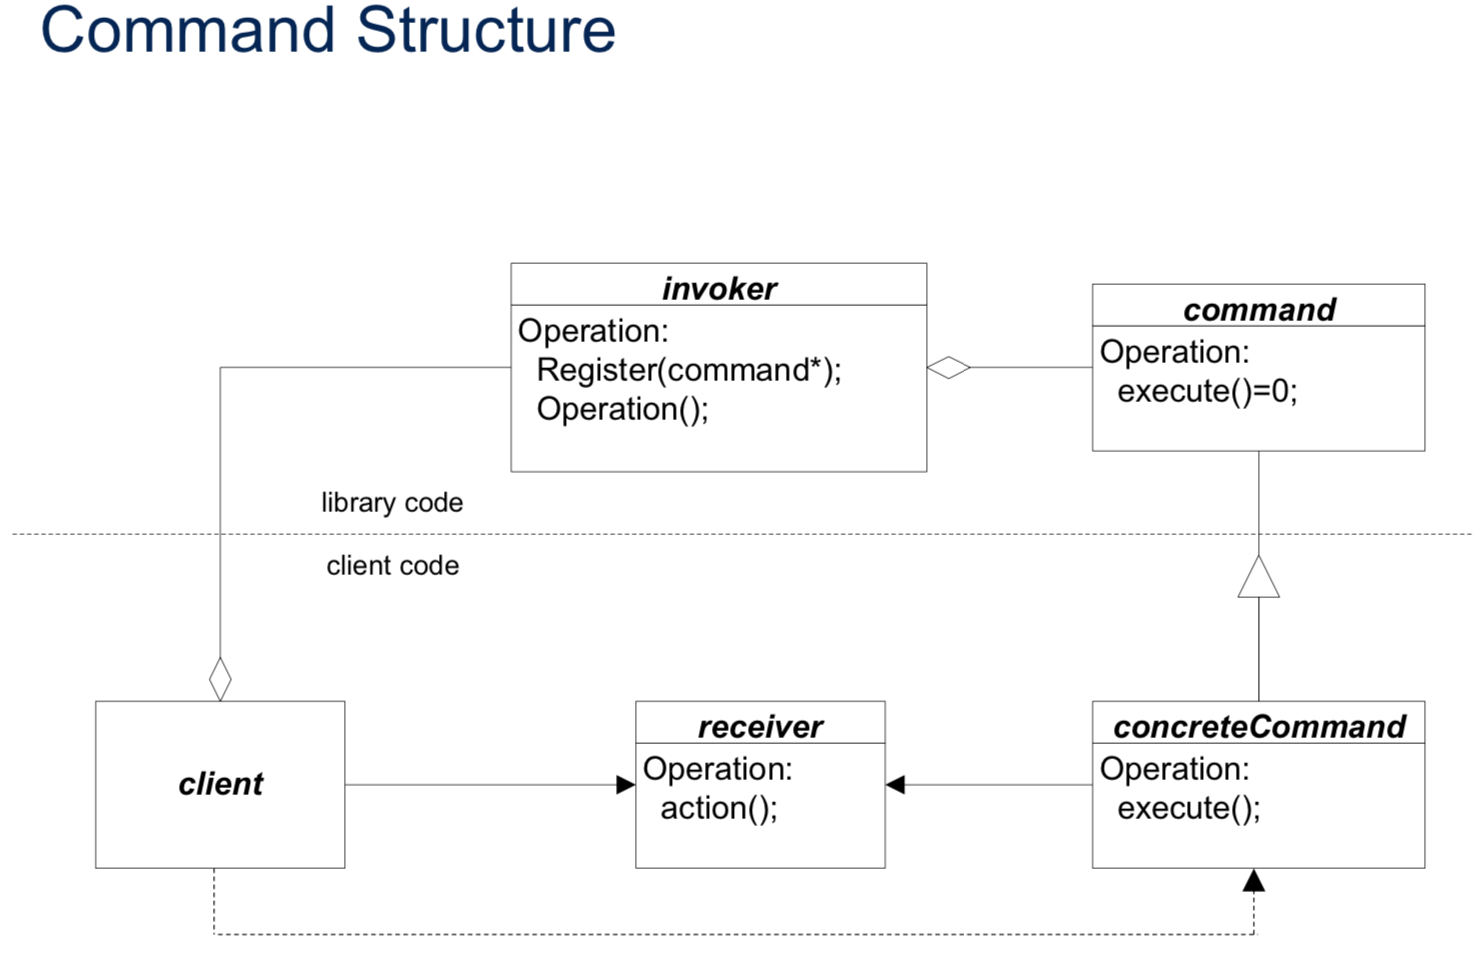 Command Structure
invoker
Operation:
Register(command*);
Operation();
command
Operation:
execute()=0;
library code
client code
client
receiver
Operation:
action();
concreteCommand
Operation:
execute();